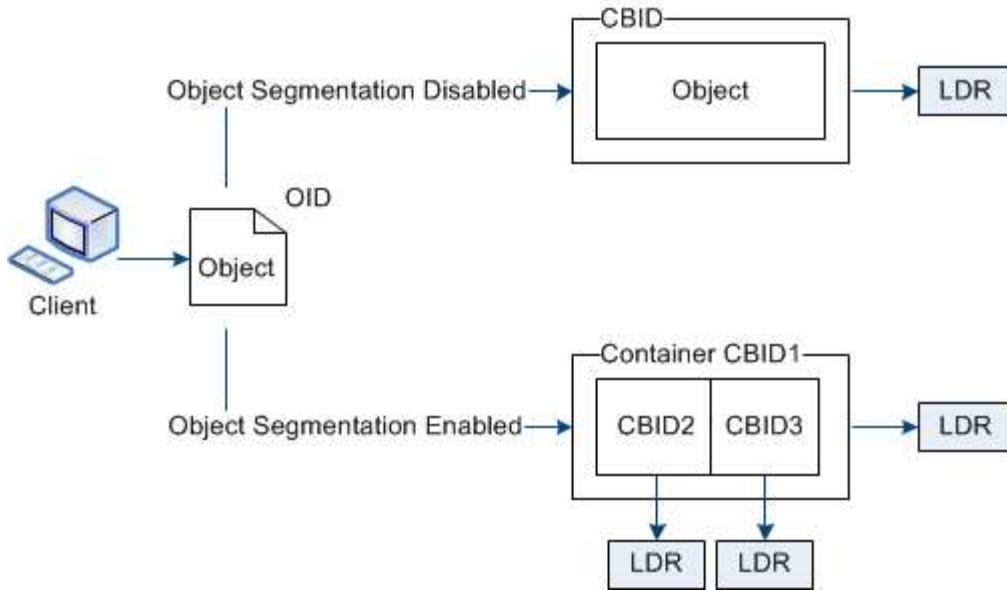 CBID
Object Segmentation Disabled
Object
LDR
OID
Object
Client
Container CBID1
Object Segmentation Enabled
CBID2
CBID3
LDR
LDR
LDR